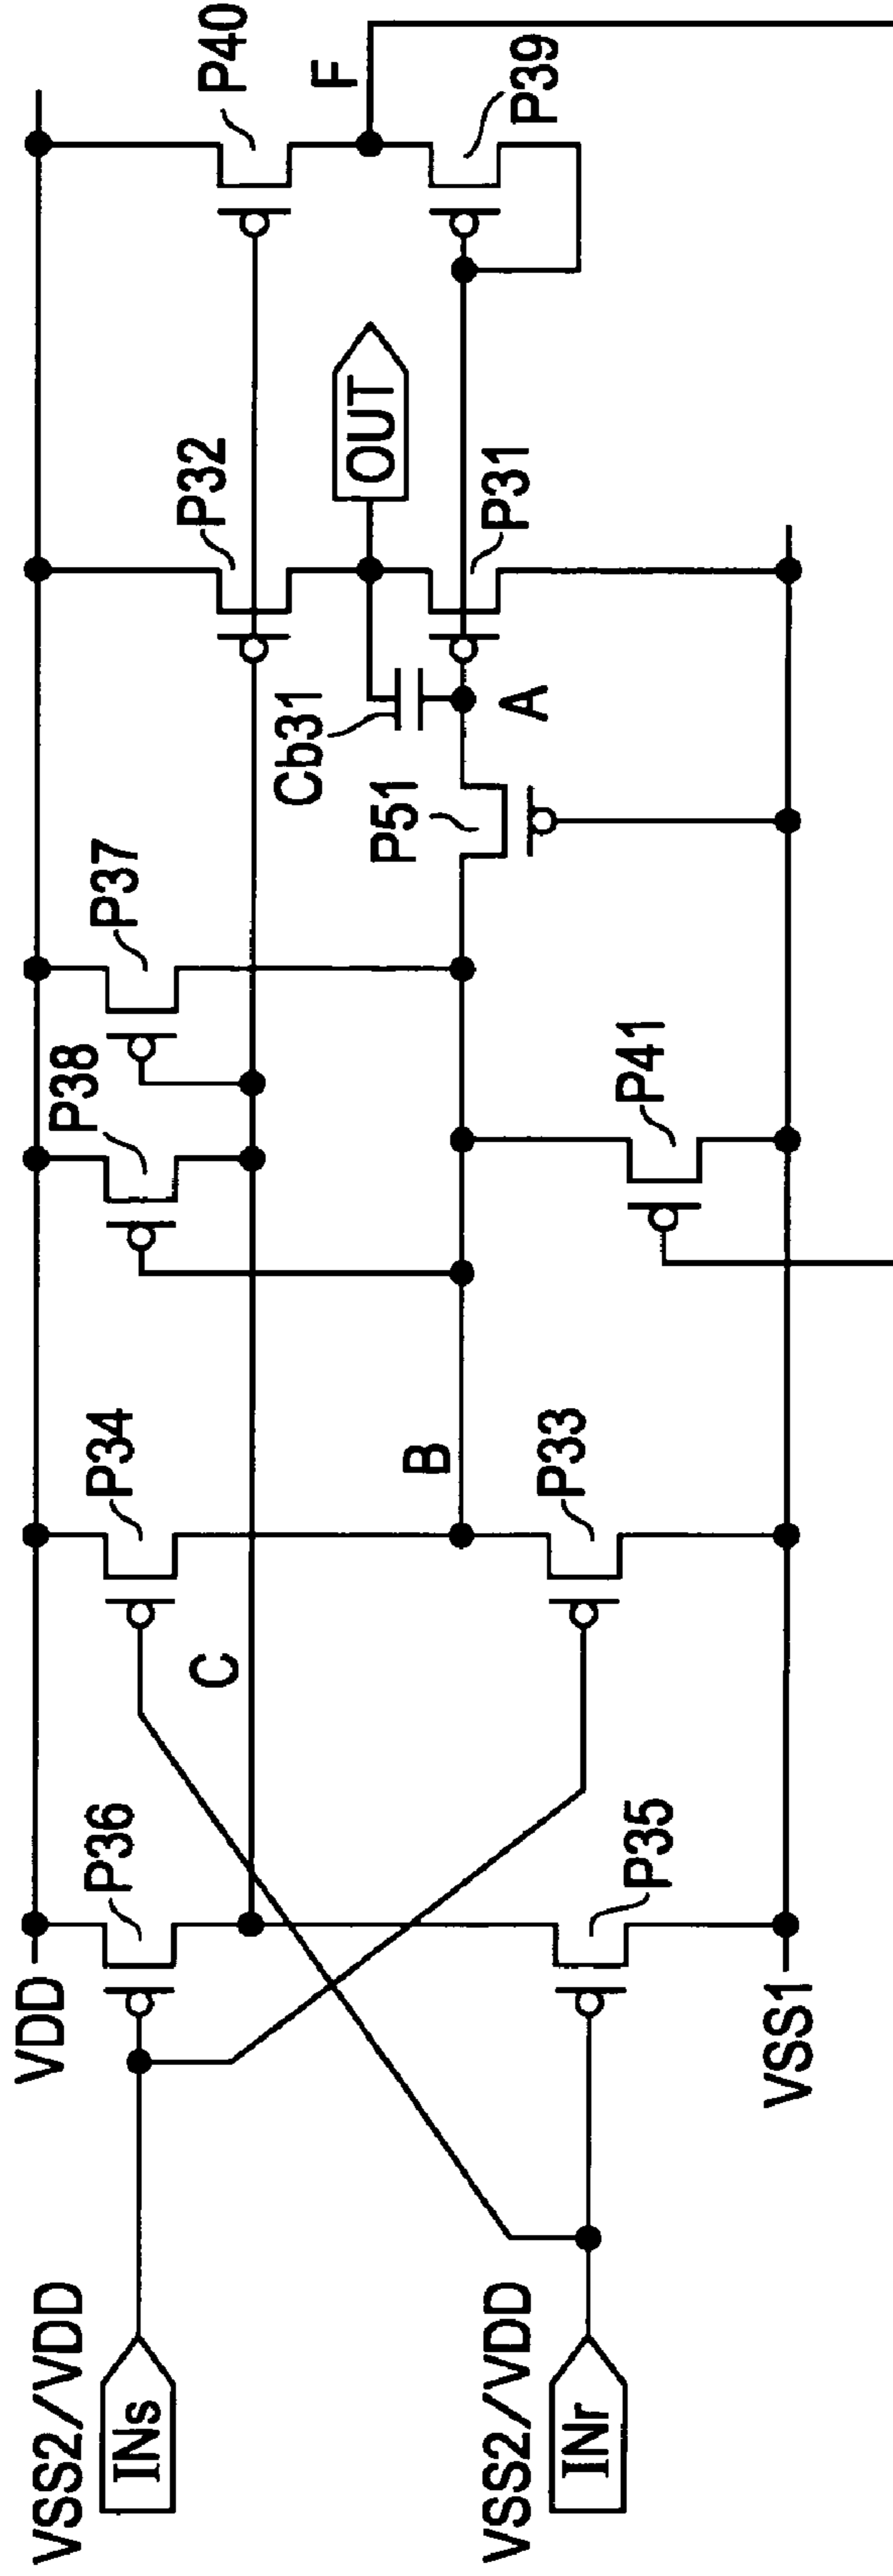 VSS2/VDD
INs
VSS2/VDD
INr
VDD
P36
C
P35
VSS1
P34
B
P33
P38
P37
P41
P51
Cb31
A
P32
OUT
P31
P40
F
P39